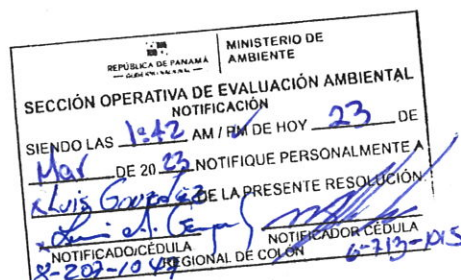 REPÚBLICA DE PANAMÁ
MINISTERIO DE AMBIENTE
SECCIÓN OPERATIVA DE EVALUACIÓN AMBIENTAL
NOTIFICACIÓN
SIENDO LAS 1:42 AM / PM DE HOY 23 DE
Mar DE 20 23 NOTIFIQUE PERSONALMENTE A
Luis González DE LA PRESENTE RESOLUCIÓN
NOTIFICADO/CÉDULA NOTIFICADOR CÉDULA
REGIONAL DE COLÓN 6-713-1015